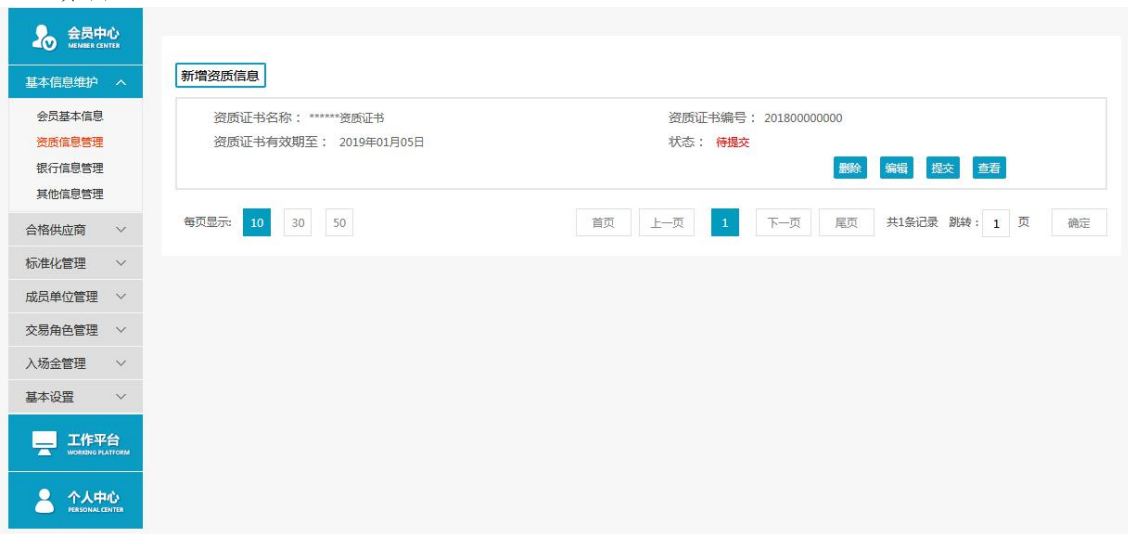 会员中心
MEMBER CENTER
基本信息维护
会员基本信息
资质信息管理
银行信息管理
其他信息管理
合格供应商
标准化管理
成员单位管理
交易角色管理
入场金管理
基本设置
工作平台
WORKING PLATFORM
个人中心
PERSONAL CENTER
新增资质信息
资质证书名称： ******资质证书 资质证书编号： 201800000000
资质证书有效期至： 2019年01月05日 状态： 待提交
删除 编辑 提交 查看
每页显示: 10 30 50 首页 上一页 1 下一页 尾页 共1条记录 跳转： 1 页 确定